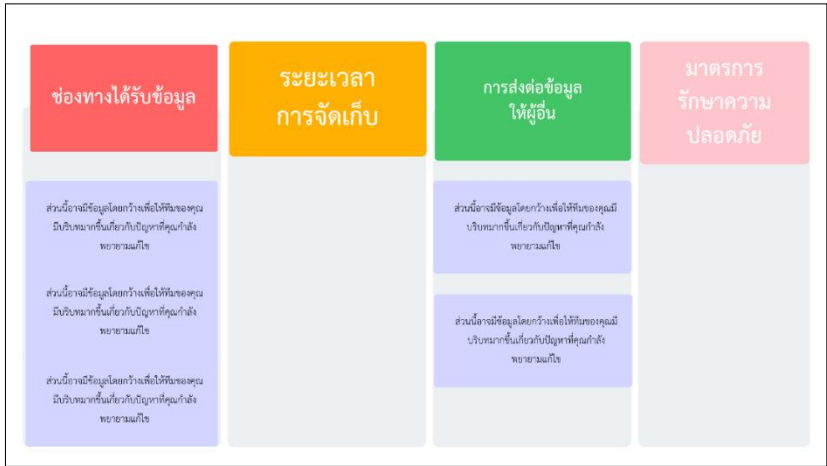 ช่องทางได้รับข้อมูล
ระยะเวลา
การจัดเก็บ
การส่งต่อข้อมูล
ให้ผู้อื่น
มาตรการ
รักษาความ
ปลอดภัย
ส่วนนี้อาจมีข้อมูลโดยกว้างเพื่อให้ทีมของคุณ
มีบริบทมากขึ้นเกี่ยวกับปัญหาที่คุณกำลัง
พยายามแก้ไข
ส่วนนี้อาจมีข้อมูลโดยกว้างเพื่อให้ทีมของคุณ
มีบริบทมากขึ้นเกี่ยวกับปัญหาที่คุณกำลัง
พยายามแก้ไข
ส่วนนี้อาจมีข้อมูลโดยกว้างเพื่อให้ทีมของคุณ
มีบริบทมากขึ้นเกี่ยวกับปัญหาที่คุณกำลัง
พยายามแก้ไข
ส่วนนี้อาจมีข้อมูลโดยกว้างเพื่อให้ทีมของคุณมี
บริบทมากขึ้นเกี่ยวกับปัญหาที่คุณกำลัง
พยายามแก้ไข
ส่วนนี้อาจมีข้อมูลโดยกว้างเพื่อให้ทีมของคุณมี
บริบทมากขึ้นเกี่ยวกับปัญหาที่คุณกำลัง
พยายามแก้ไข